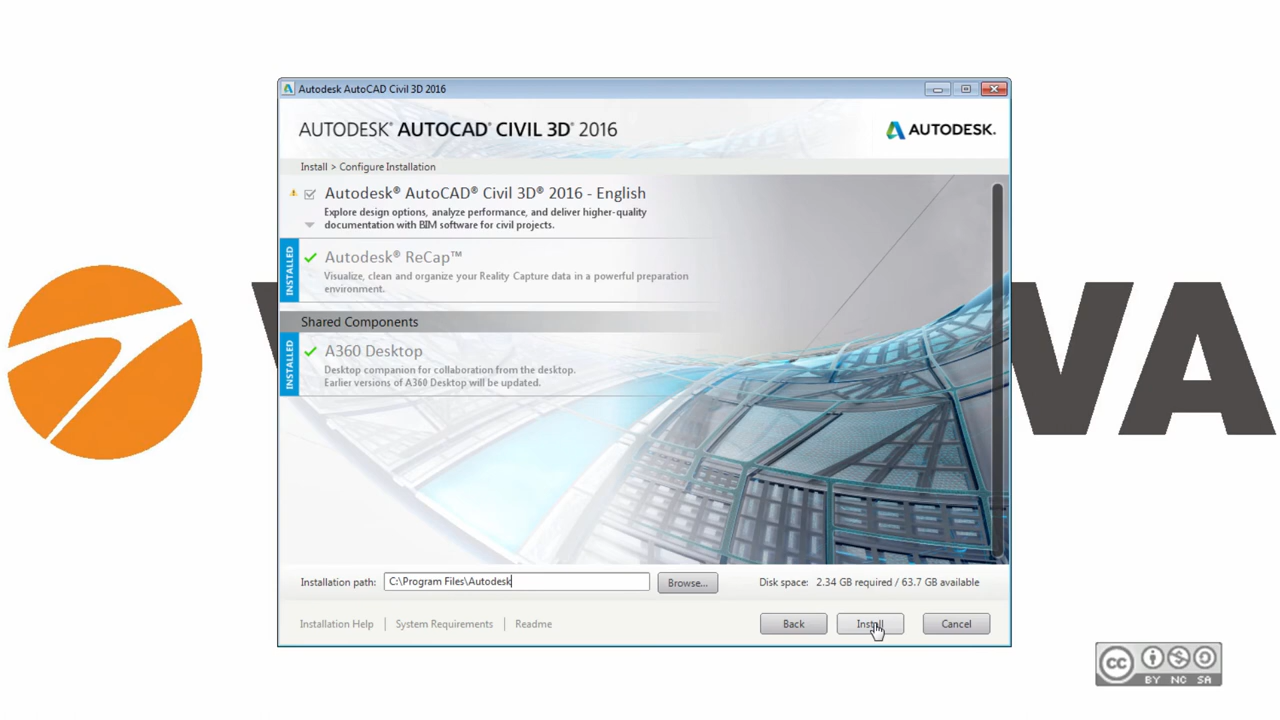 Autodesk AutoCAD Civil 3D 2016
AUTODESK® AUTOCAD® CIVIL 3D® 2016
AUTODESK.
Install > Configure Installation
Autodesk® AutoCAD® Civil 3D® 2016 - English
Explore design options, analyze performance, and deliver higher-quality
documentation with BIM software for civil projects.
INSTALLED
Autodesk® ReCap™
Visualize, clean and organize your Reality Capture data in a powerful preparation
environment.
Shared Components
INSTALLED
A360 Desktop
Desktop companion for collaboration from the desktop.
Earlier versions of A360 Desktop will be updated.
WA
Installation path: C:\Program Files\Autodesk Browse... Disk space: 2.34 GB required / 63.7 GB available
Installation Help | System Requirements | Readme Back Install Cancel
cc
BY NC SA